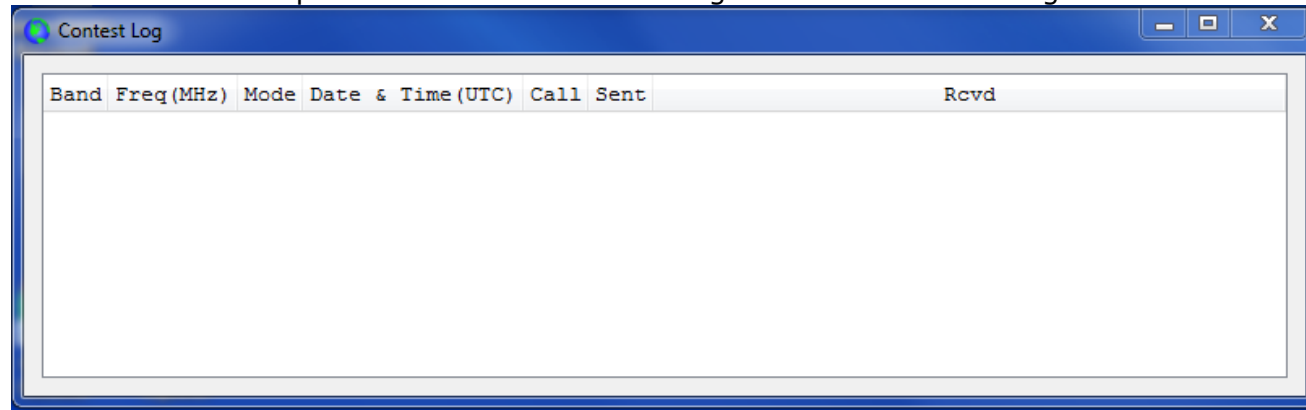 Contest Log
Band Freq(MHz) Mode Date & Time(UTC) Call Sent Rcvd